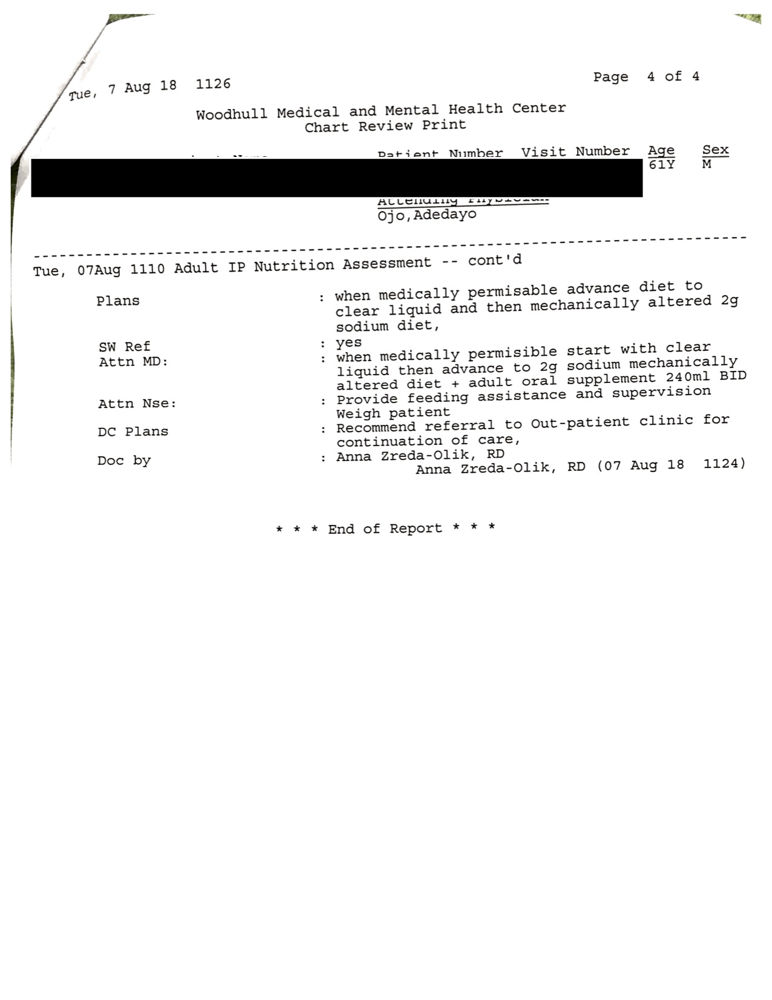 Tue, 7 Aug 18 1126 Page 4 of 4
Woodhull Medical and Mental Health Center
Chart Review Print
Patient Number Visit Number Age Sex
61Y M
Attending Physician
Ojo,Adedayo
--------------------------------------------------------------------------------
Tue, 07Aug 1110 Adult IP Nutrition Assessment -- cont'd
Plans : when medically permisable advance diet to
clear liquid and then mechanically altered 2g
sodium diet,
SW Ref : yes
Attn MD: : when medically permisible start with clear
liquid then advance to 2g sodium mechanically
altered diet + adult oral supplement 240ml BID
Attn Nse: : Provide feeding assistance and supervision
Weigh patient
DC Plans : Recommend referral to Out-patient clinic for
continuation of care,
Doc by : Anna Zreda-Olik, RD
Anna Zreda-Olik, RD (07 Aug 18 1124)
* * * End of Report * * *